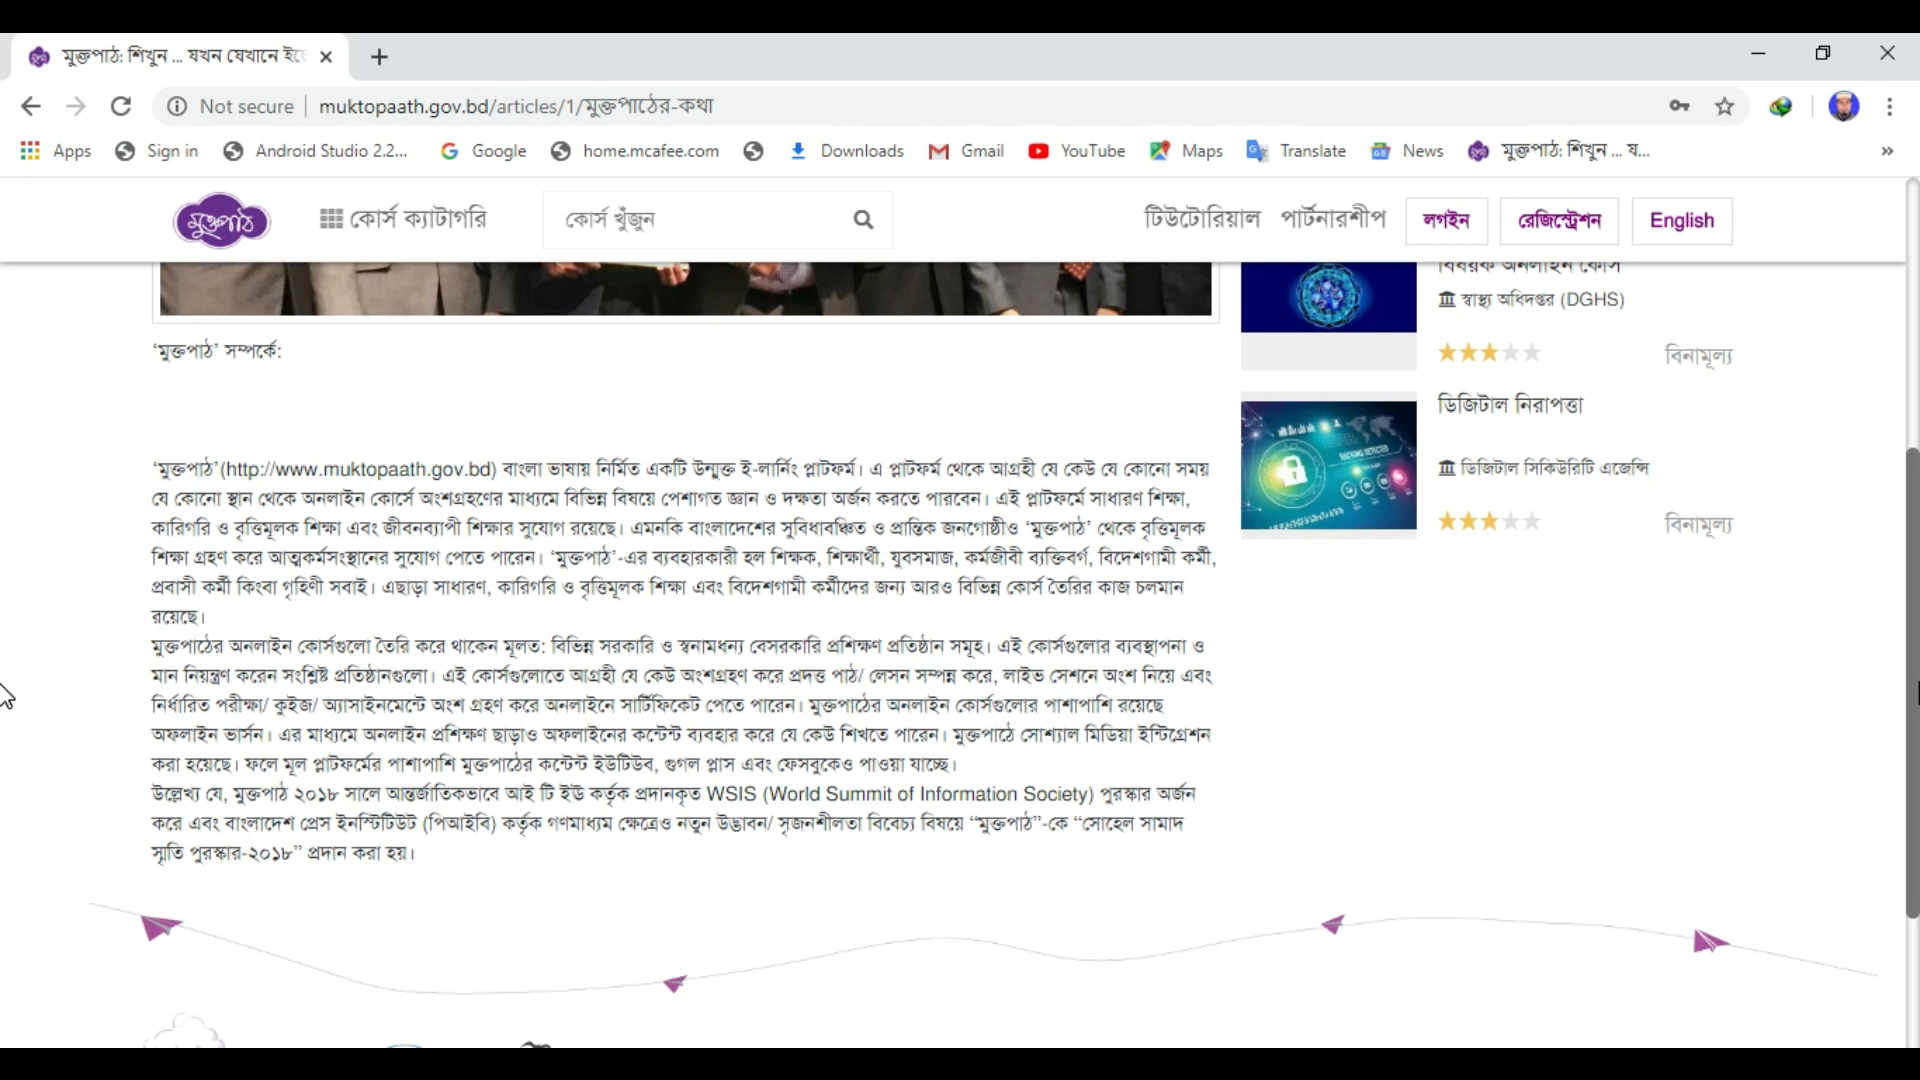 মুক্তপাঠ: শিখুন ... যখন যেখানে ইচ্ছে
Not secure muktopaath.gov.bd/articles/1/মুক্তপাঠের-কথা
Apps Sign in Android Studio 2.2... Google home.mcafee.com Downloads Gmail YouTube Maps Translate News মুক্তপাঠ: শিখুন ... য... »
মুক্তপাঠ কোর্স ক্যাটাগরি কোর্স খুঁজুন টিউটোরিয়াল পার্টনারশীপ লগইন রেজিস্ট্রেশন English
বিষয়ক অনলাইন কোর্স
স্বাস্থ্য অধিদপ্তর (DGHS)
বিনামূল্য
ডিজিটাল নিরাপত্তা
ডিজিটাল সিকিউরিটি এজেন্সি
বিনামূল্য
‘মুক্তপাঠ’ সম্পর্কে:
‘মুক্তপাঠ’(http://www.muktopaath.gov.bd) বাংলা ভাষায় নির্মিত একটি উন্মুক্ত ই-লার্নিং প্লাটফর্ম। এ প্লাটফর্ম থেকে আগ্রহী যে কেউ যে কোনো সময়
যে কোনো স্থান থেকে অনলাইন কোর্সে অংশগ্রহণের মাধ্যমে বিভিন্ন বিষয়ে পেশাগত জ্ঞান ও দক্ষতা অর্জন করতে পারবেন। এই প্লাটফর্মে সাধারণ শিক্ষা,
কারিগরি ও বৃত্তিমূলক শিক্ষা এবং জীবনব্যাপী শিক্ষার সুযোগ রয়েছে। এমনকি বাংলাদেশের সুবিধাবঞ্চিত ও প্রান্তিক জনগোষ্ঠীও ‘মুক্তপাঠ’ থেকে বৃত্তিমূলক
শিক্ষা গ্রহণ করে আত্মকর্মসংস্থানের সুযোগ পেতে পারেন। ‘মুক্তপাঠ’-এর ব্যবহারকারী হল শিক্ষক, শিক্ষার্থী, যুবসমাজ, কর্মজীবী ব্যক্তিবর্গ, বিদেশগামী কর্মী,
প্রবাসী কর্মী কিংবা গৃহিণী সবাই। এছাড়া সাধারণ, কারিগরি ও বৃত্তিমূলক শিক্ষা এবং বিদেশগামী কর্মীদের জন্য আরও বিভিন্ন কোর্স তৈরির কাজ চলমান
রয়েছে।
মুক্তপাঠের অনলাইন কোর্সগুলো তৈরি করে থাকেন মূলত: বিভিন্ন সরকারি ও স্বনামধন্য বেসরকারি প্রশিক্ষণ প্রতিষ্ঠান সমূহ। এই কোর্সগুলোর ব্যবস্থাপনা ও
মান নিয়ন্ত্রণ করেন সংশ্লিষ্ট প্রতিষ্ঠানগুলো। এই কোর্সগুলোতে আগ্রহী যে কেউ অংশগ্রহণ করে প্রদত্ত পাঠ/ লেসন সম্পন্ন করে, লাইভ সেশনে অংশ নিয়ে এবং
নির্ধারিত পরীক্ষা/ কুইজ/ অ্যাসাইনমেন্টে অংশ গ্রহণ করে অনলাইনে সার্টিফিকেট পেতে পারেন। মুক্তপাঠের অনলাইন কোর্সগুলোর পাশাপাশি রয়েছে
অফলাইন ভার্সন। এর মাধ্যমে অনলাইন প্রশিক্ষণ ছাড়াও অফলাইনের কন্টেন্ট ব্যবহার করে যে কেউ শিখতে পারেন। মুক্তপাঠে সোশ্যাল মিডিয়া ইন্টিগ্রেশন
করা হয়েছে। ফলে মূল প্লাটফর্মের পাশাপাশি মুক্তপাঠের কন্টেন্ট ইউটিউব, গুগল প্লাস এবং ফেসবুকেও পাওয়া যাচ্ছে।
উল্লেখ্য যে, মুক্তপাঠ ২০১৮ সালে আন্তর্জাতিকভাবে আই টি ইউ কর্তৃক প্রদানকৃত WSIS (World Summit of Information Society) পুরস্কার অর্জন
করে এবং বাংলাদেশ প্রেস ইনস্টিটিউট (পিআইবি) কর্তৃক গণমাধ্যম ক্ষেত্রেও নতুন উদ্ভাবন/ সৃজনশীলতা বিবেচ্য বিষয়ে “মুক্তপাঠ”-কে “সোহেল সামাদ
স্মৃতি পুরস্কার-২০১৮” প্রদান করা হয়।